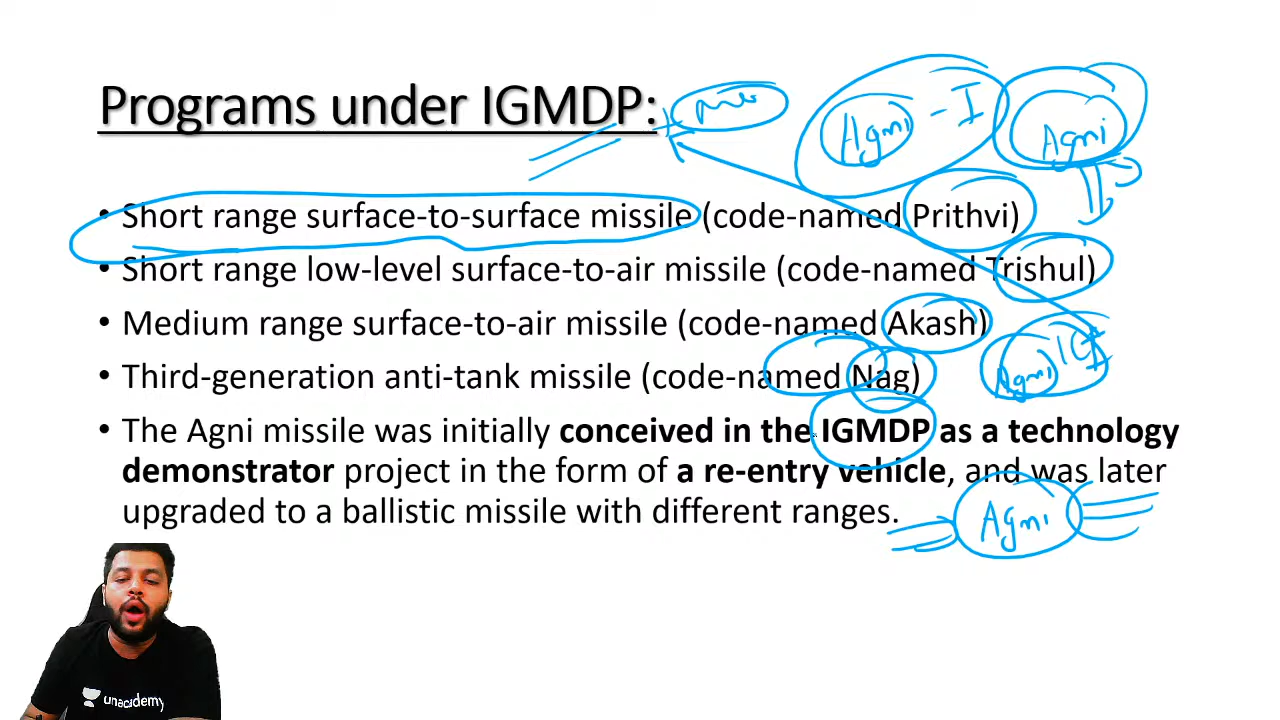 Programs under IGMDP:
Agni - I
Agni
• Short range surface-to-surface missile (code-named Prithvi)
• Short range low-level surface-to-air missile (code-named Trishul)
• Medium range surface-to-air missile (code-named Akash)
• Third-generation anti-tank missile (code-named Nag)
Agni
• The Agni missile was initially conceived in the IGMDP as a technology
demonstrator project in the form of a re-entry vehicle, and was later
upgraded to a ballistic missile with different ranges.
Agni
unacademy